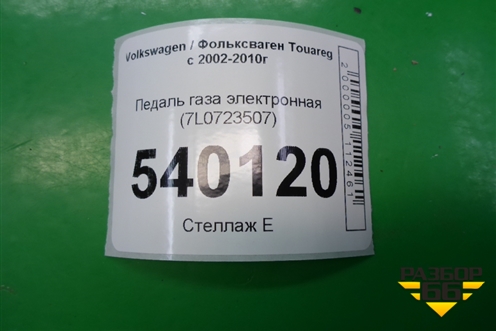 Volkswagen / Фольксваген Touareg
с 2002-2010г
Педаль газа электронная
(7L0723507)
540120
Стеллаж Е
2000005112461
РАЗБОР
66